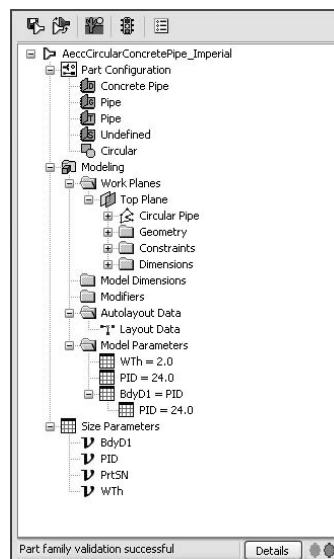 AeccCircularConcretePipe_Imperial
Part Configuration
Concrete Pipe
Pipe
Pipe
Undefined
Circular
Modeling
Work Planes
Top Plane
Circular Pipe
Geometry
Constraints
Dimensions
Model Dimensions
Modifiers
Autolayout Data
Layout Data
Model Parameters
WTh = 2.0
PID = 24.0
BdyD1 = PID
PID = 24.0
Size Parameters
BdyD1
PID
PrtSN
WTh
Part family validation successful Details